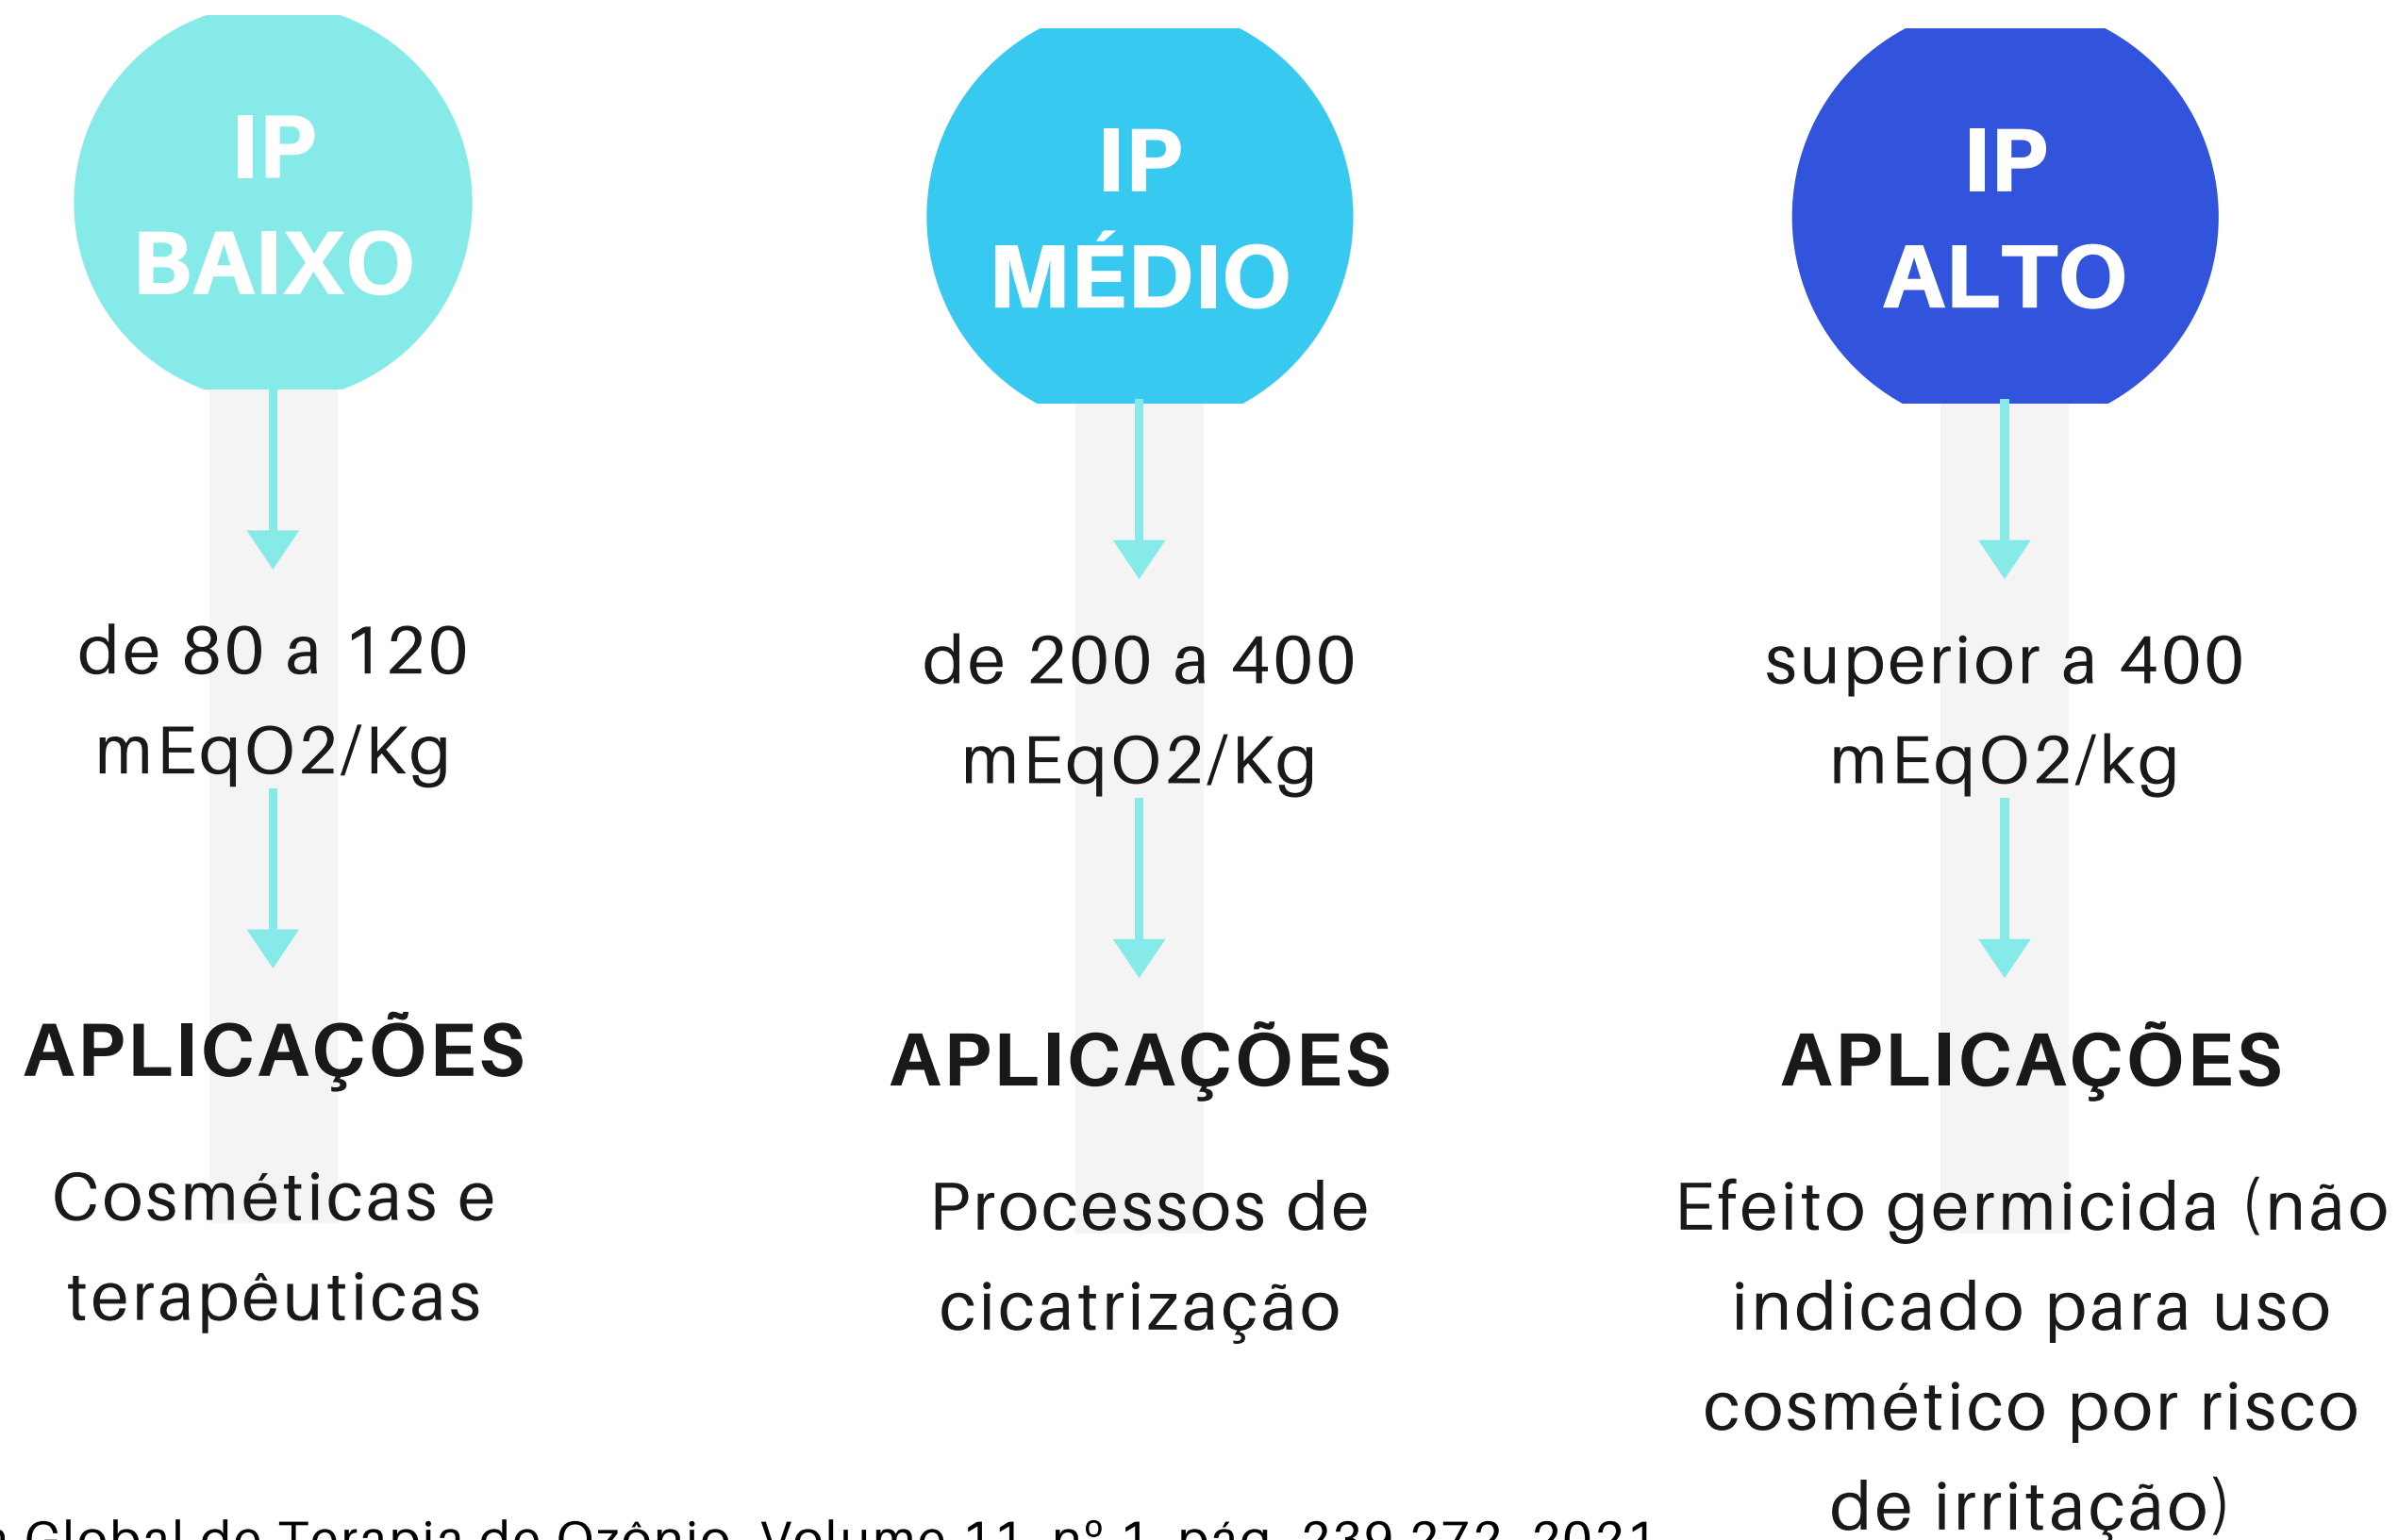 IP
BAIXO
de 80 a 120
mEqO2/Kg
APLICAÇÕES
Cosméticas e
terapêuticas
IP
MÉDIO
de 200 a 400
mEqO2/Kg
APLICAÇÕES
Processos de
cicatrização
IP
ALTO
superior a 400
mEqO2/kg
APLICAÇÕES
Efeito germicida (não
indicado para uso
cosmético por risco
de irritação)
Global de Terapia de Ozônio, Volume 11, nº 1, pág. 239-272, 2021